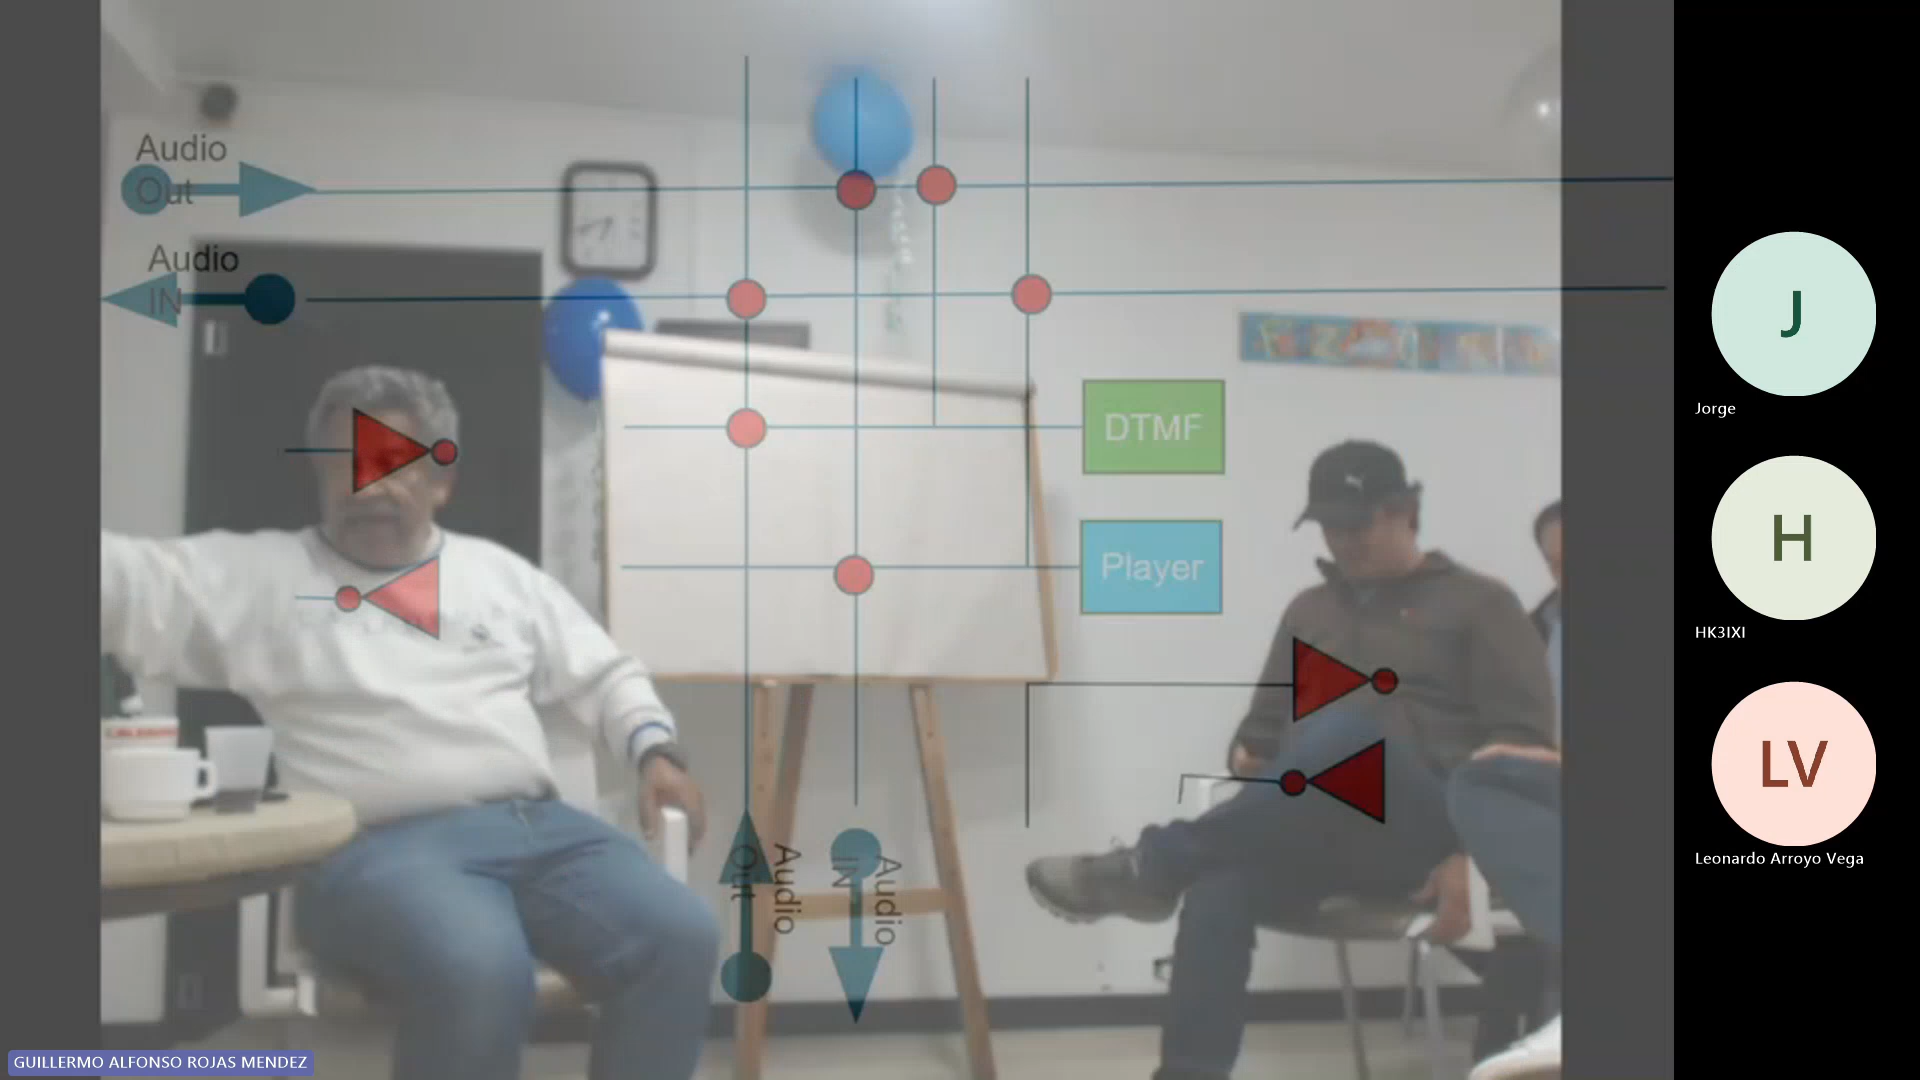 Audio
Out
Audio
IN
DTMF
Player
Audio
Out
Audio
IN
J
Jorge
H
HK3IXI
LV
Leonardo Arroyo Vega
GUILLERMO ALFONSO ROJAS MENDEZ